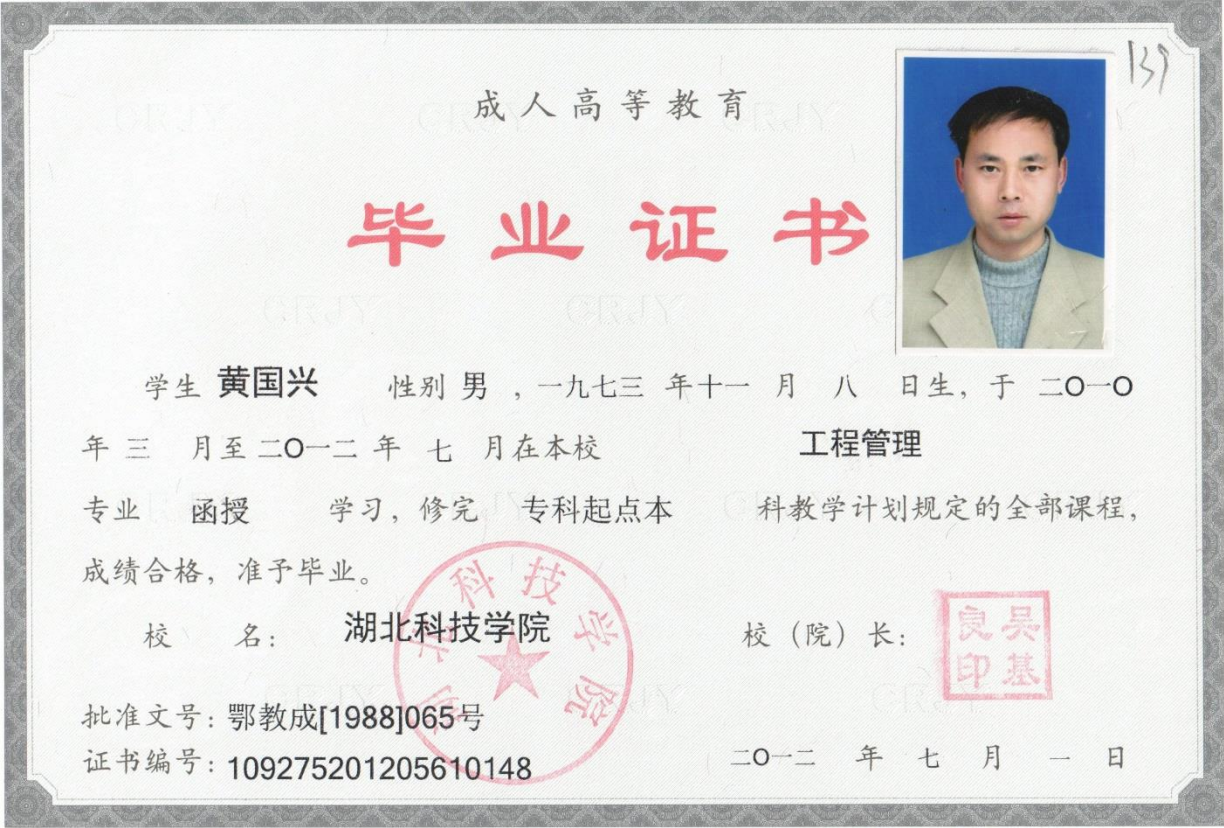 139
成人高等教育
毕业证书
学生 黄国兴 性别 男 ，一九七三 年十一 月 八 日生，于 二O一O
年 三 月至 二O一二 年 七 月在本校 工程管理
专业 函授 学习，修完 专科起点本 科教学计划规定的全部课程，
成绩合格，准予毕业。
校 名： 湖北科技学院 校（院）长：
湖北科技学院
吴基良印
批准文号：鄂教成[1988]065号
证书编号：109275201205610148
二O一二 年 七 月 一 日